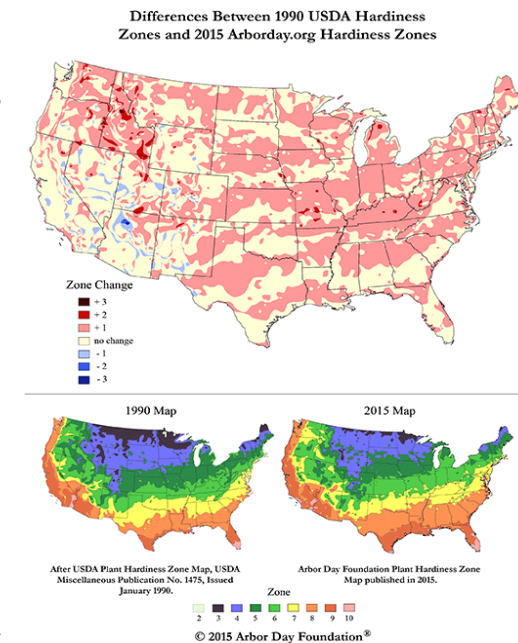 Differences Between 1990 USDA Hardiness
Zones and 2015 Arborday.org Hardiness Zones
Zone Change
+ 3
+ 2
+ 1
no change
- 1
- 2
- 3
1990 Map
2015 Map
After USDA Plant Hardiness Zone Map, USDA
Miscellaneous Publication No. 1475, Issued
January 1990.
Arbor Day Foundation Plant Hardiness Zone
Map published in 2015.
Zone
2 3 4 5 6 7 8 9 10
© 2015 Arbor Day Foundation®